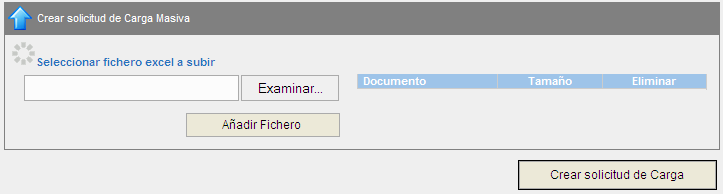 Crear solicitud de Carga Masiva
Seleccionar fichero excel a subir
Examinar...
Documento Tamaño Eliminar
Añadir Fichero
Crear solicitud de Carga